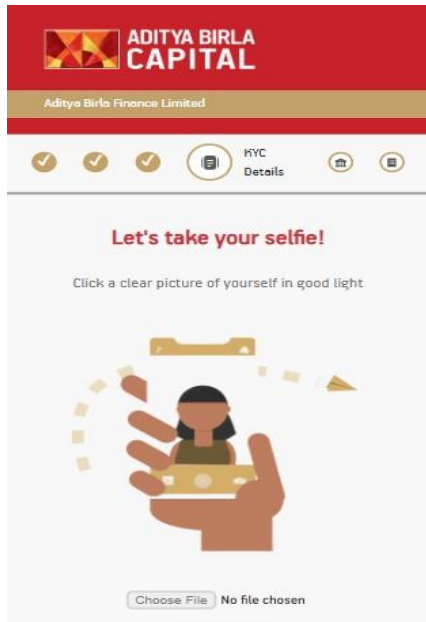 ADITYA BIRLA
CAPITAL
Aditya Birla Finance Limited
KYC
Details
Let's take your selfie!
Click a clear picture of yourself in good light
Choose File No file chosen